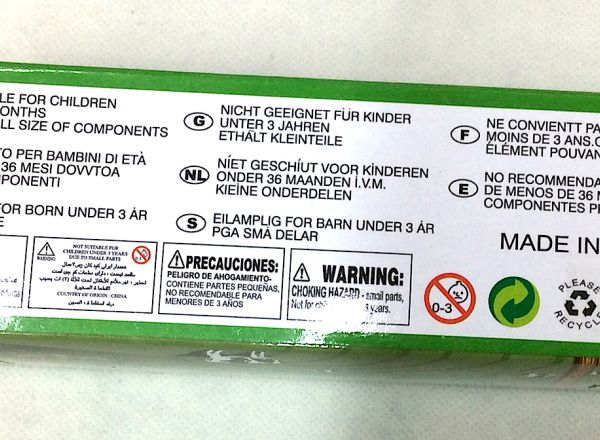 LE FOR CHILDREN
ONTHS
LL SIZE OF COMPONENTS
TO PER BAMBINI DI ETÀ
36 MESI DOVVTOA
PONENTI
FOR BORN UNDER 3 ÅR
G NICHT GEEIGNET FÜR KINDER
UNTER 3 JAHREN
ETHÄLT KLEINTEILE
NL NÍET GESCHÍUT VOOR KÍNDEREN
ONDER 36 MAANDEN İ.V.M.
KIEÍNE ONDERDELEN
S EILAMPLIG FOR BARN UNDER 3 ÅR
PGA SMÅ DELAR
F NE CONVIENTT PA
MOINS DE 3 ANS.C
ÉLÉMENT POUVAN
E NO RECOMMENDA
DE MENOS DE 36 M
COMPONENTES P
MADE IN
NOT SUITABLE FOR
CHILDREN UNDER 3 YEARS
DUE TO SMALL PARTS
COUNTRY OF ORIGIN : CHINA
¡PRECAUCIONES:
PELIGRO DE AHOGAMIENTO-
CONTIENE PARTES PEQUEÑAS,
NO RECOMENDABLE PARA
MENORES DE 3 AÑOS
WARNING:
CHOKING HAZARD - small parts,
Not for 3 years.
0-3
PLEASE
RECYCLE